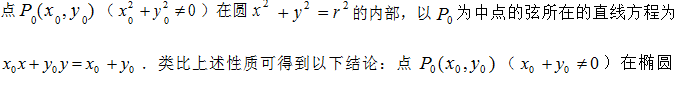 点 $P_0(x_0, y_0)$ （ $x_0^2 + y_0^2 \neq 0$ ）在圆 $x^2 + y^2 = r^2$ 的内部，以 $P_0$ 为中点的弦所在的直线方程为
$x_0x + y_0y = x_0 + y_0$ ．类比上述性质可得到以下结论：点 $P_0(x_0, y_0)$ （ $x_0 + y_0 \neq 0$ ）在椭圆